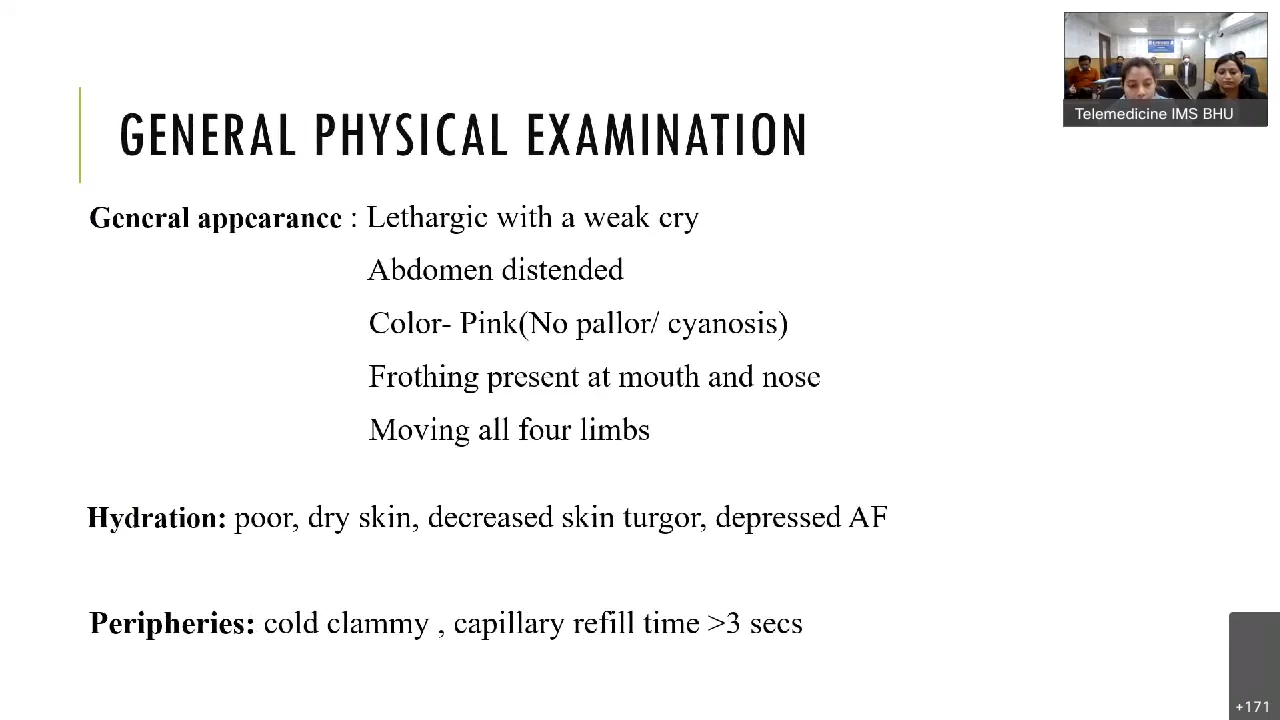 Telemedicine IMS BHU
GENERAL PHYSICAL EXAMINATION
General appearance : Lethargic with a weak cry
Abdomen distended
Color- Pink(No pallor/ cyanosis)
Frothing present at mouth and nose
Moving all four limbs
Hydration: poor, dry skin, decreased skin turgor, depressed AF
Peripheries: cold clammy , capillary refill time >3 secs
+171